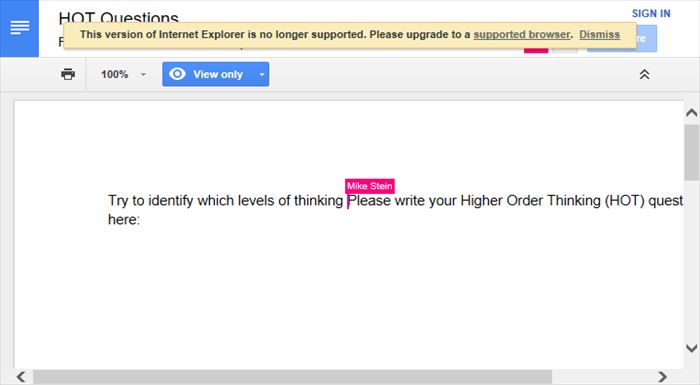 HOT Questions
SIGN IN
This version of Internet Explorer is no longer supported. Please upgrade to a supported browser. Dismiss
100%
View only
Mike Stein
Try to identify which levels of thinking Please write your Higher Order Thinking (HOT) quest
here: